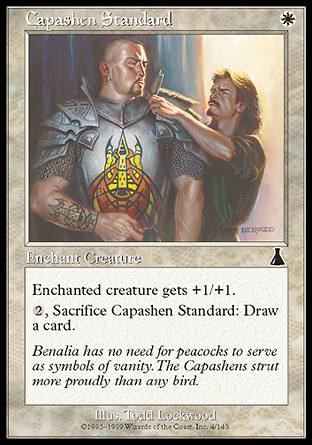 Capashen Standard
LOCKWOOD
Enchant Creature
Enchanted creature gets +1/+1.
2, Sacrifice Capashen Standard: Draw
a card.
Benalia has no need for peacocks to serve
as symbols of vanity. The Capashens strut
more proudly than any bird.
Illus. Todd Lockwood
©1993-1999 Wizards of the Coast, Inc. 4/143